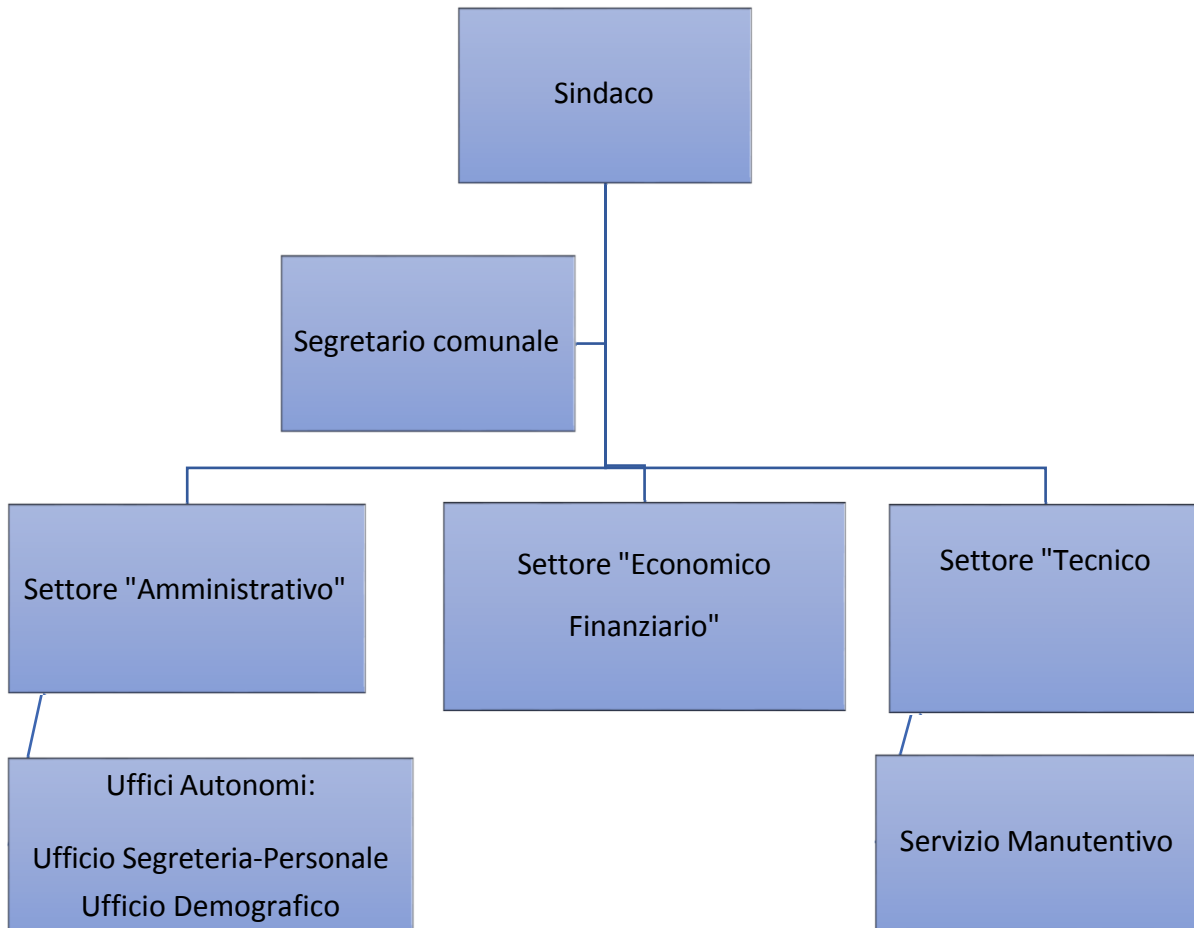 Sindaco
Segretario comunale
Settore "Amministrativo"
Settore "Economico
Finanziario"
Settore "Tecnico
Uffici Autonomi:
Ufficio Segreteria-Personale
Ufficio Demografico
Servizio Manutentivo